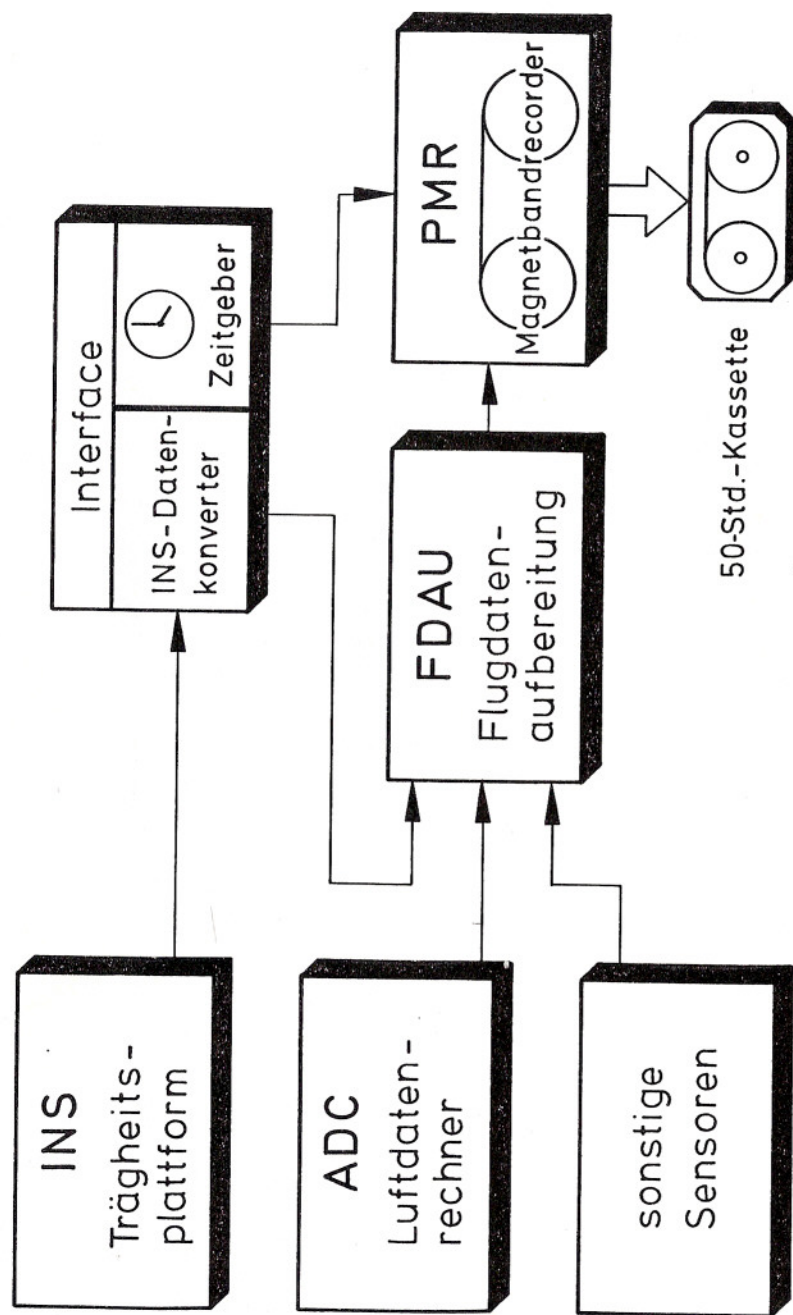 INS
Trägheits-
plattform
ADC
Luftdaten-
rechner
sonstige
Sensoren
Interface
INS-Daten-
konverter
Zeitgeber
FDAU
Flugdaten-
aufbereitung
PMR
Magnetbandrecorder
50-Std.-Kassette